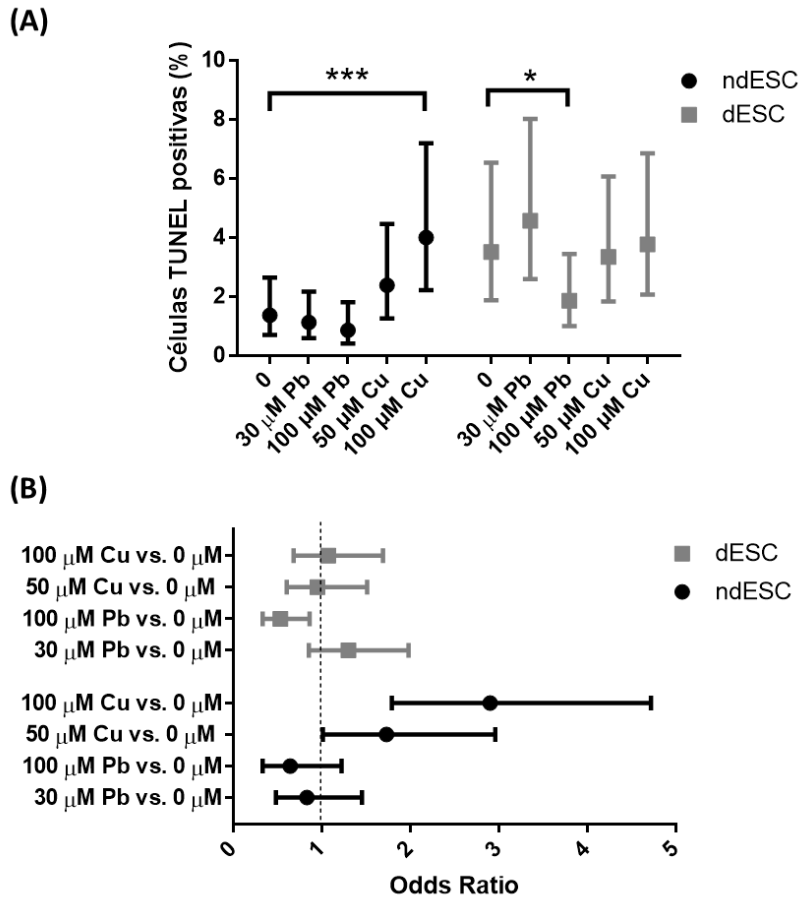 (A)
Células TUNEL positivas (%)
10
8
6
4
2
0
***
*
ndESC
dESC
0
30 μM Pb
100 μM Pb
50 μM Cu
100 μM Cu
0
30 μM Pb
100 μM Pb
50 μM Cu
100 μM Cu
(B)
100 μM Cu vs. 0 μM
50 μM Cu vs. 0 μM
100 μM Pb vs. 0 μM
30 μM Pb vs. 0 μM
100 μM Cu vs. 0 μM
50 μM Cu vs. 0 μM
100 μM Pb vs. 0 μM
30 μM Pb vs. 0 μM
dESC
ndESC
0
1
2
3
4
5
Odds Ratio